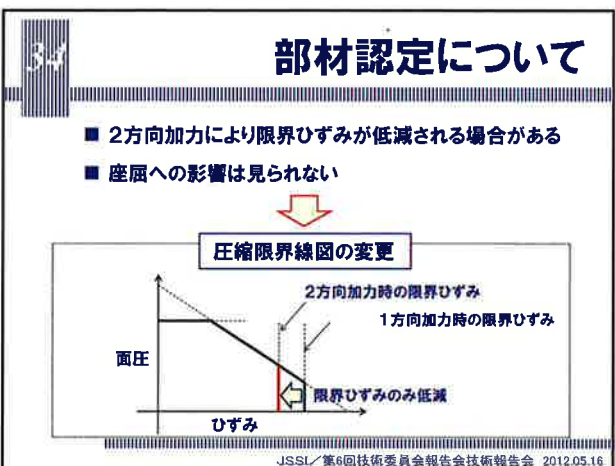 34
部材認定について
■ 2方向加力により限界ひずみが低減される場合がある
■ 座屈への影響は見られない
圧縮限界線図の変更
2方向加力時の限界ひずみ
1方向加力時の限界ひずみ
面圧
限界ひずみのみ低減
ひずみ
JSSI/第6回技術委員会報告会技術報告会 2012.05.16